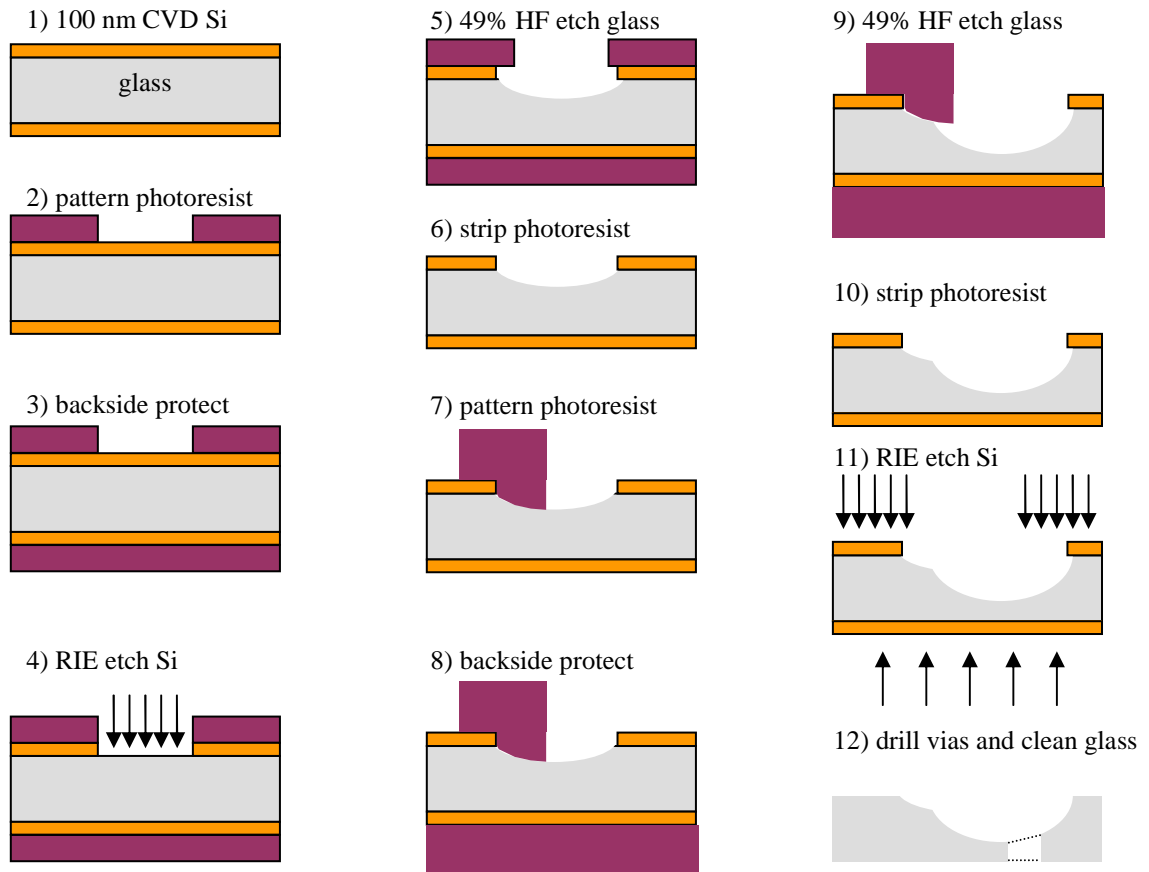 1) 100 nm CVD Si
glass
2) pattern photoresist
3) backside protect
4) RIE etch Si
5) 49% HF etch glass
6) strip photoresist
7) pattern photoresist
8) backside protect
9) 49% HF etch glass
10) strip photoresist
11) RIE etch Si
12) drill vias and clean glass